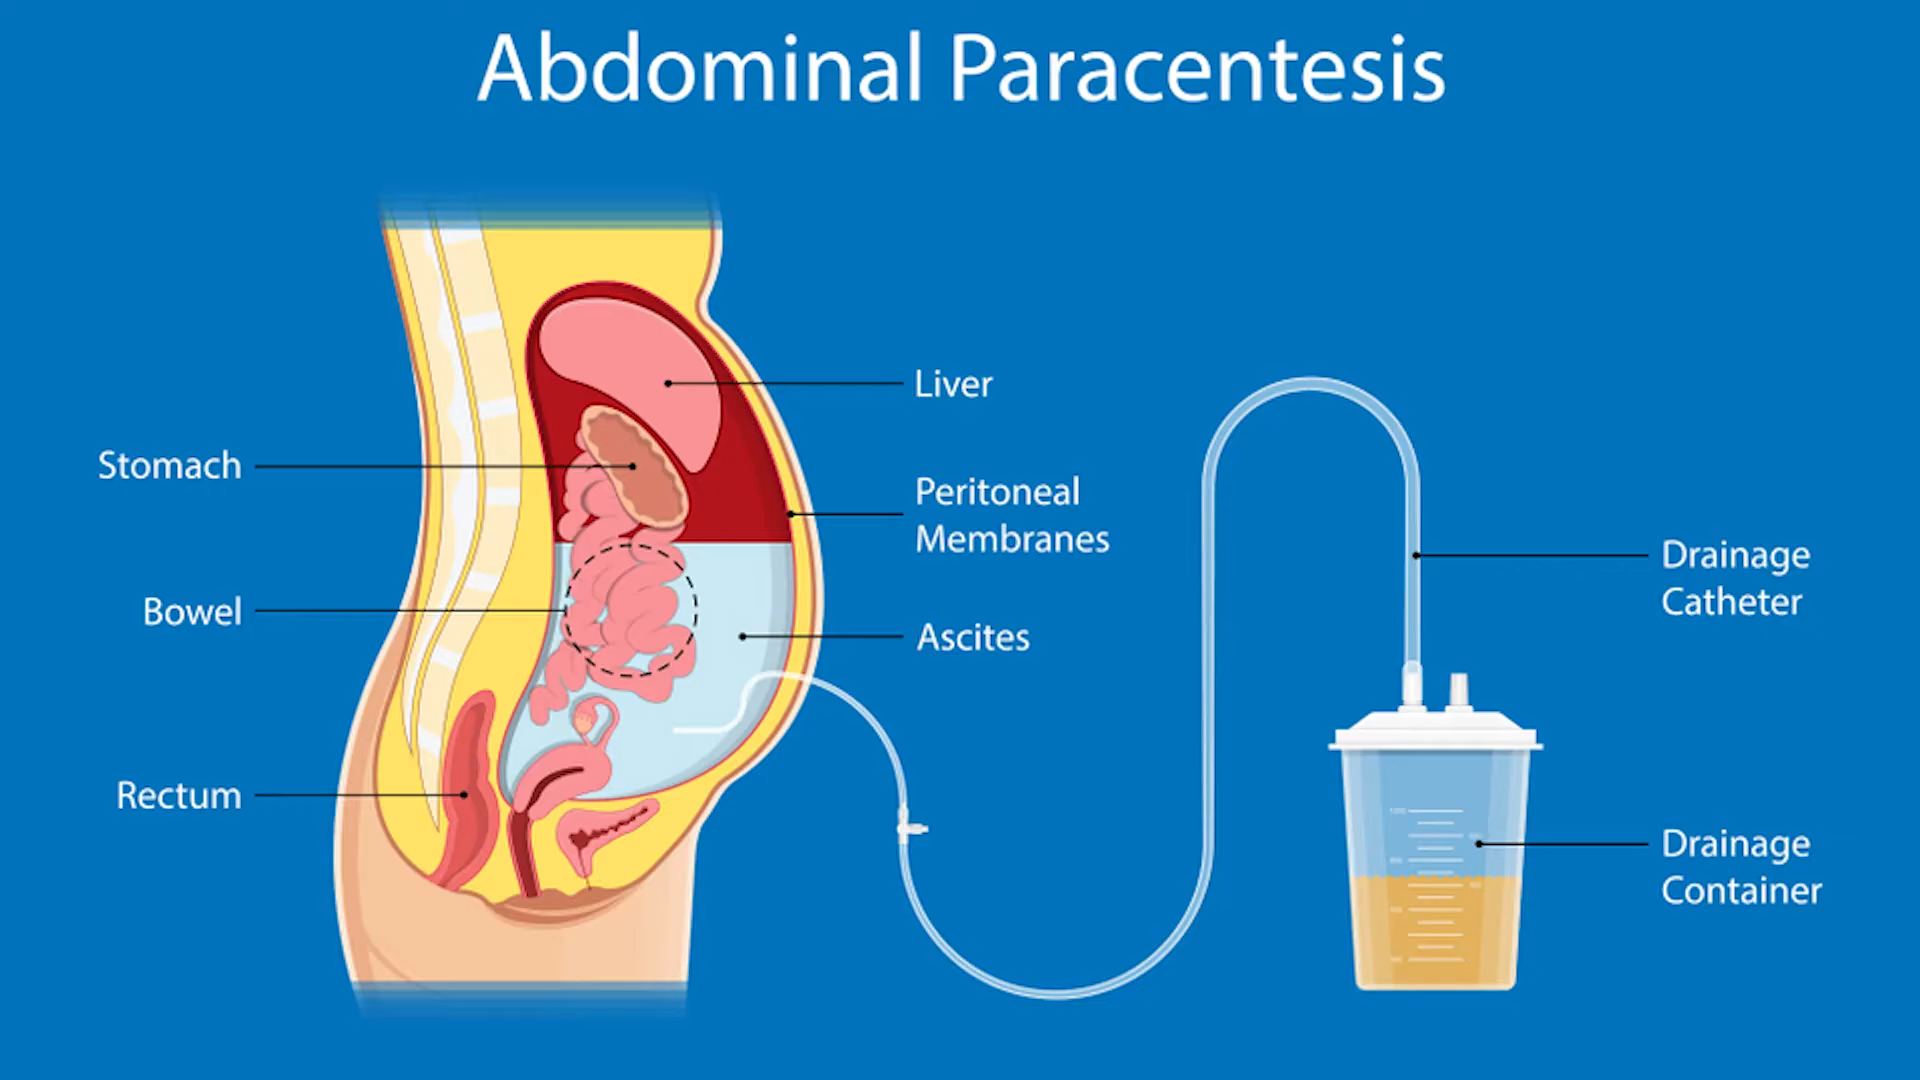 Abdominal Paracentesis
Liver
Stomach
Peritoneal
Membranes
Drainage
Catheter
Bowel
Ascites
Rectum
Drainage
Container